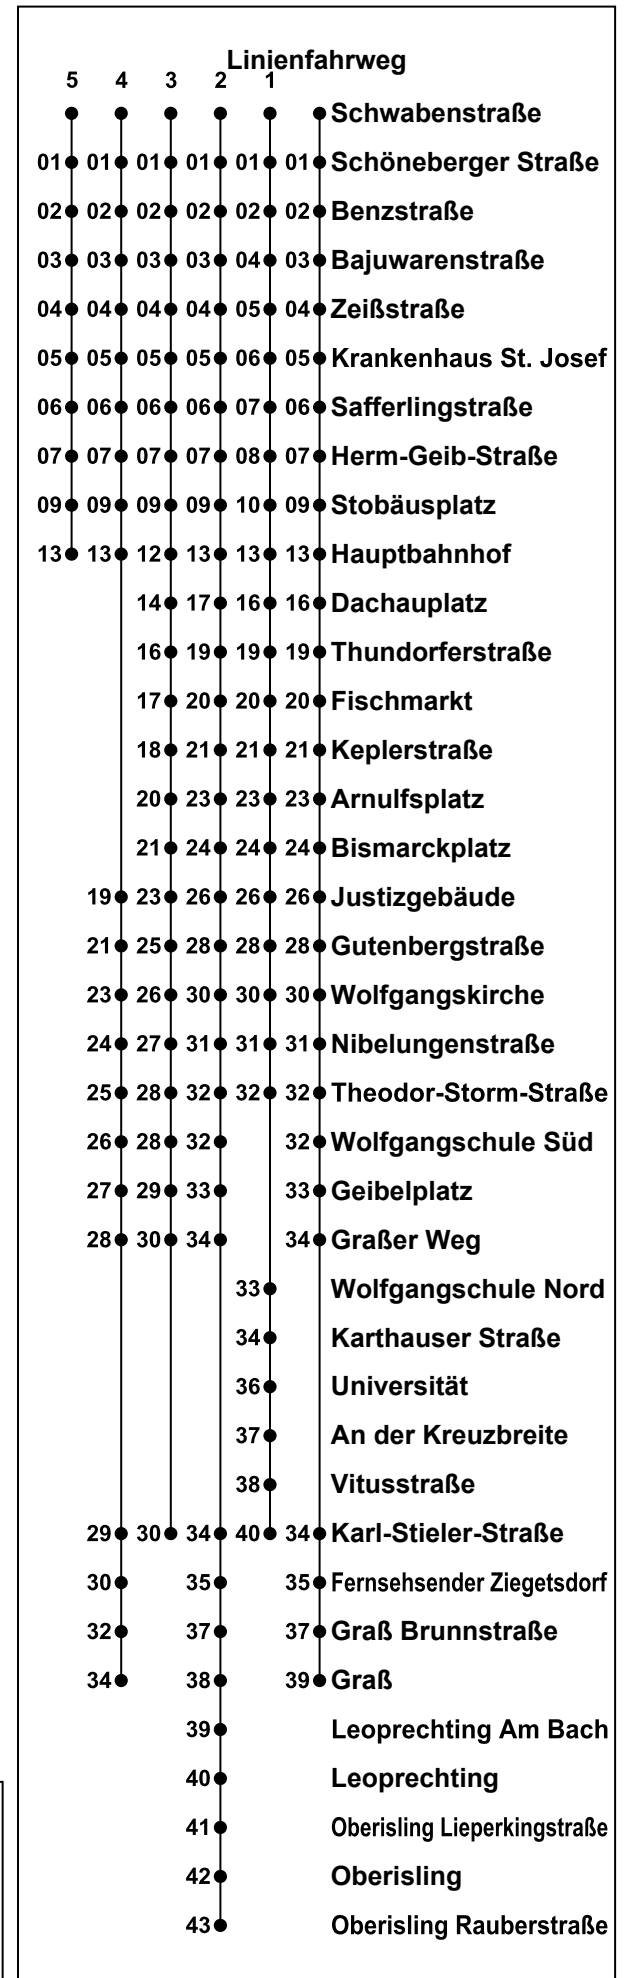 Linienfahrweg
5 4 3 2 1
Schwabenstraße
01 01 01 01 01 01 Schöneberger Straße
02 02 02 02 02 02 Benzstraße
03 03 03 03 04 03 Bajuwarenstraße
04 04 04 04 05 04 Zeißstraße
05 05 05 05 06 05 Krankenhaus St. Josef
06 06 06 06 07 06 Safferlingstraße
07 07 07 07 08 07 Herm-Geib-Straße
09 09 09 09 10 09 Stobäusplatz
13 13 12 13 13 13 Hauptbahnhof
14 17 16 16 Dachauplatz
16 19 19 19 Thundorferstraße
17 20 20 20 Fischmarkt
18 21 21 21 Keplerstraße
20 23 23 23 Arnulfsplatz
21 24 24 24 Bismarckplatz
19 23 26 26 26 Justizgebäude
21 25 28 28 28 Gutenbergstraße
23 26 30 30 30 Wolfgangskirche
24 27 31 31 31 Nibelungenstraße
25 28 32 32 32 Theodor-Storm-Straße
26 28 32 32 Wolfgangschule Süd
27 29 33 33 Geibelplatz
28 30 34 34 Graßer Weg
33 Wolfgangschule Nord
34 Karthauser Straße
36 Universität
37 An der Kreuzbreite
38 Vitusstraße
29 30 34 40 34 Karl-Stieler-Straße
30 35 35 Fernsehsender Ziegetsdorf
32 37 37 Graß Brunnstraße
34 38 39 Graß
39 Leoprechting Am Bach
40 Leoprechting
41 Oberisling Lieperkingstraße
42 Oberisling
43 Oberisling Rauberstraße